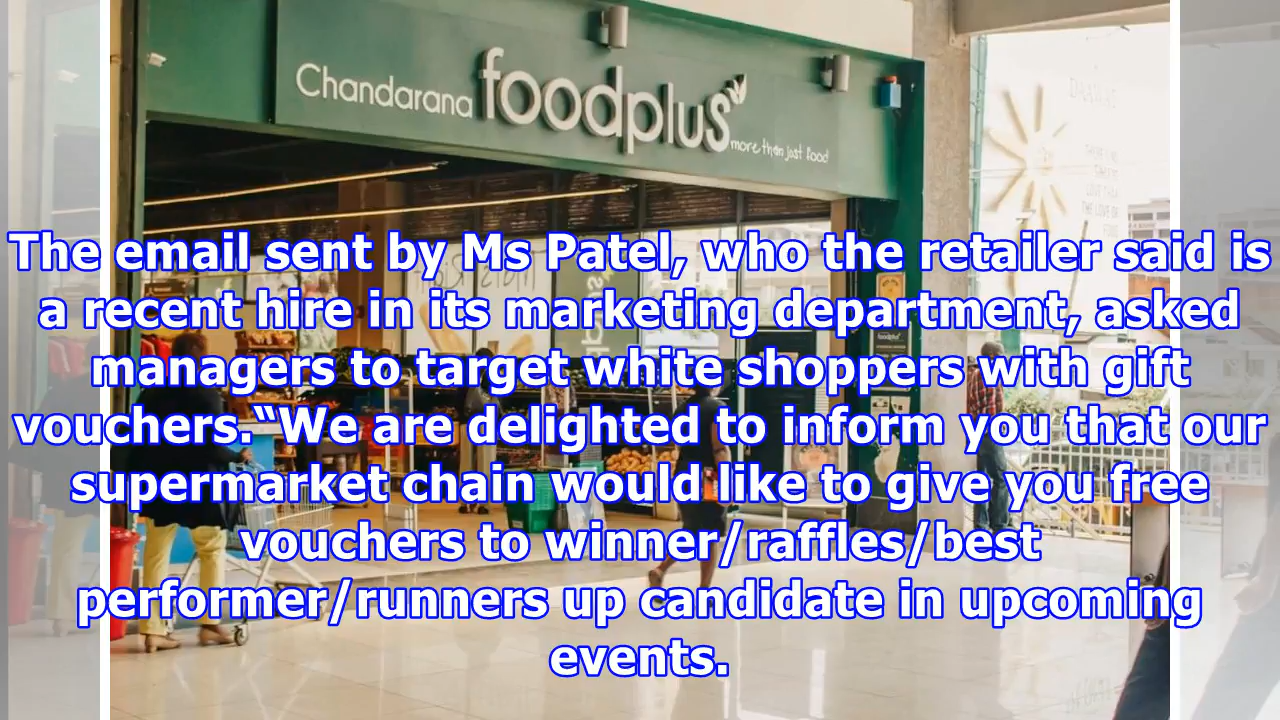 Chandarana foodplus
more than just food
The email sent by Ms Patel, who the retailer said is
a recent hire in its marketing department, asked
managers to target white shoppers with gift
vouchers.“We are delighted to inform you that our
supermarket chain would like to give you free
vouchers to winner/raffles/best
performer/runners up candidate in upcoming
events.